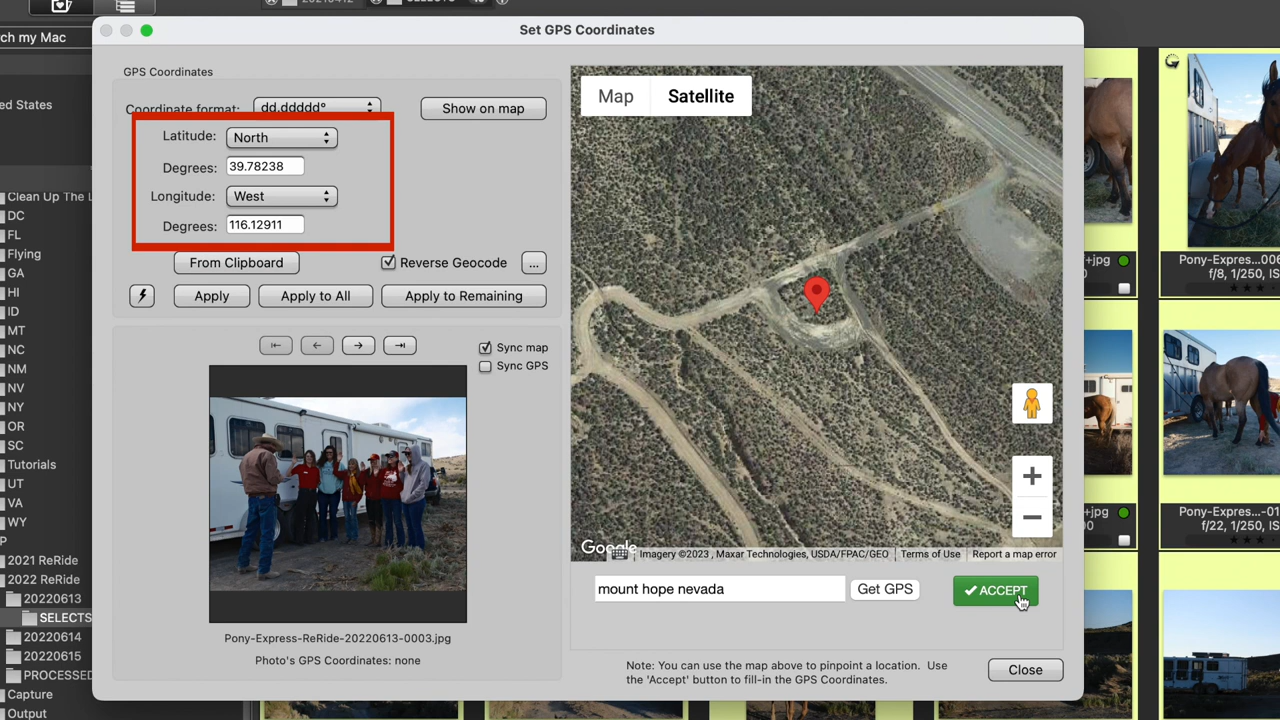 20210412 SELECTS
ch my Mac
Set GPS Coordinates
ed States
Clean Up The L
DC
FL
Flying
GA
HI
ID
MT
NC
NM
NV
NY
OR
SC
Tutorials
UT
VA
WY
P
2021 ReRide
2022 ReRide
20220613
SELECTS
20220614
20220615
PROCESSED
Capture
Output
GPS Coordinates
Coordinate format: dd.ddddd° Show on map
Latitude: North
Degrees: 39.78238
Longitude: West
Degrees: 116.12911
From Clipboard Reverse Geocode ...
Apply Apply to All Apply to Remaining
Sync map
Sync GPS
Pony-Express-ReRide-20220613-0003.jpg
Photo's GPS Coordinates: none
Map Satellite
Google Imagery ©2023 , Maxar Technologies, USDA/FPAC/GEO Terms of Use Report a map error
mount hope nevada Get GPS ACCEPT
Note: You can use the map above to pinpoint a location. Use
the 'Accept' button to fill-in the GPS Coordinates.
Close
+jpg
Pony-Expres...006
f/8, 1/250, IS
+jpg
00
Pony-Expres...-01
f/22, 1/250, IS